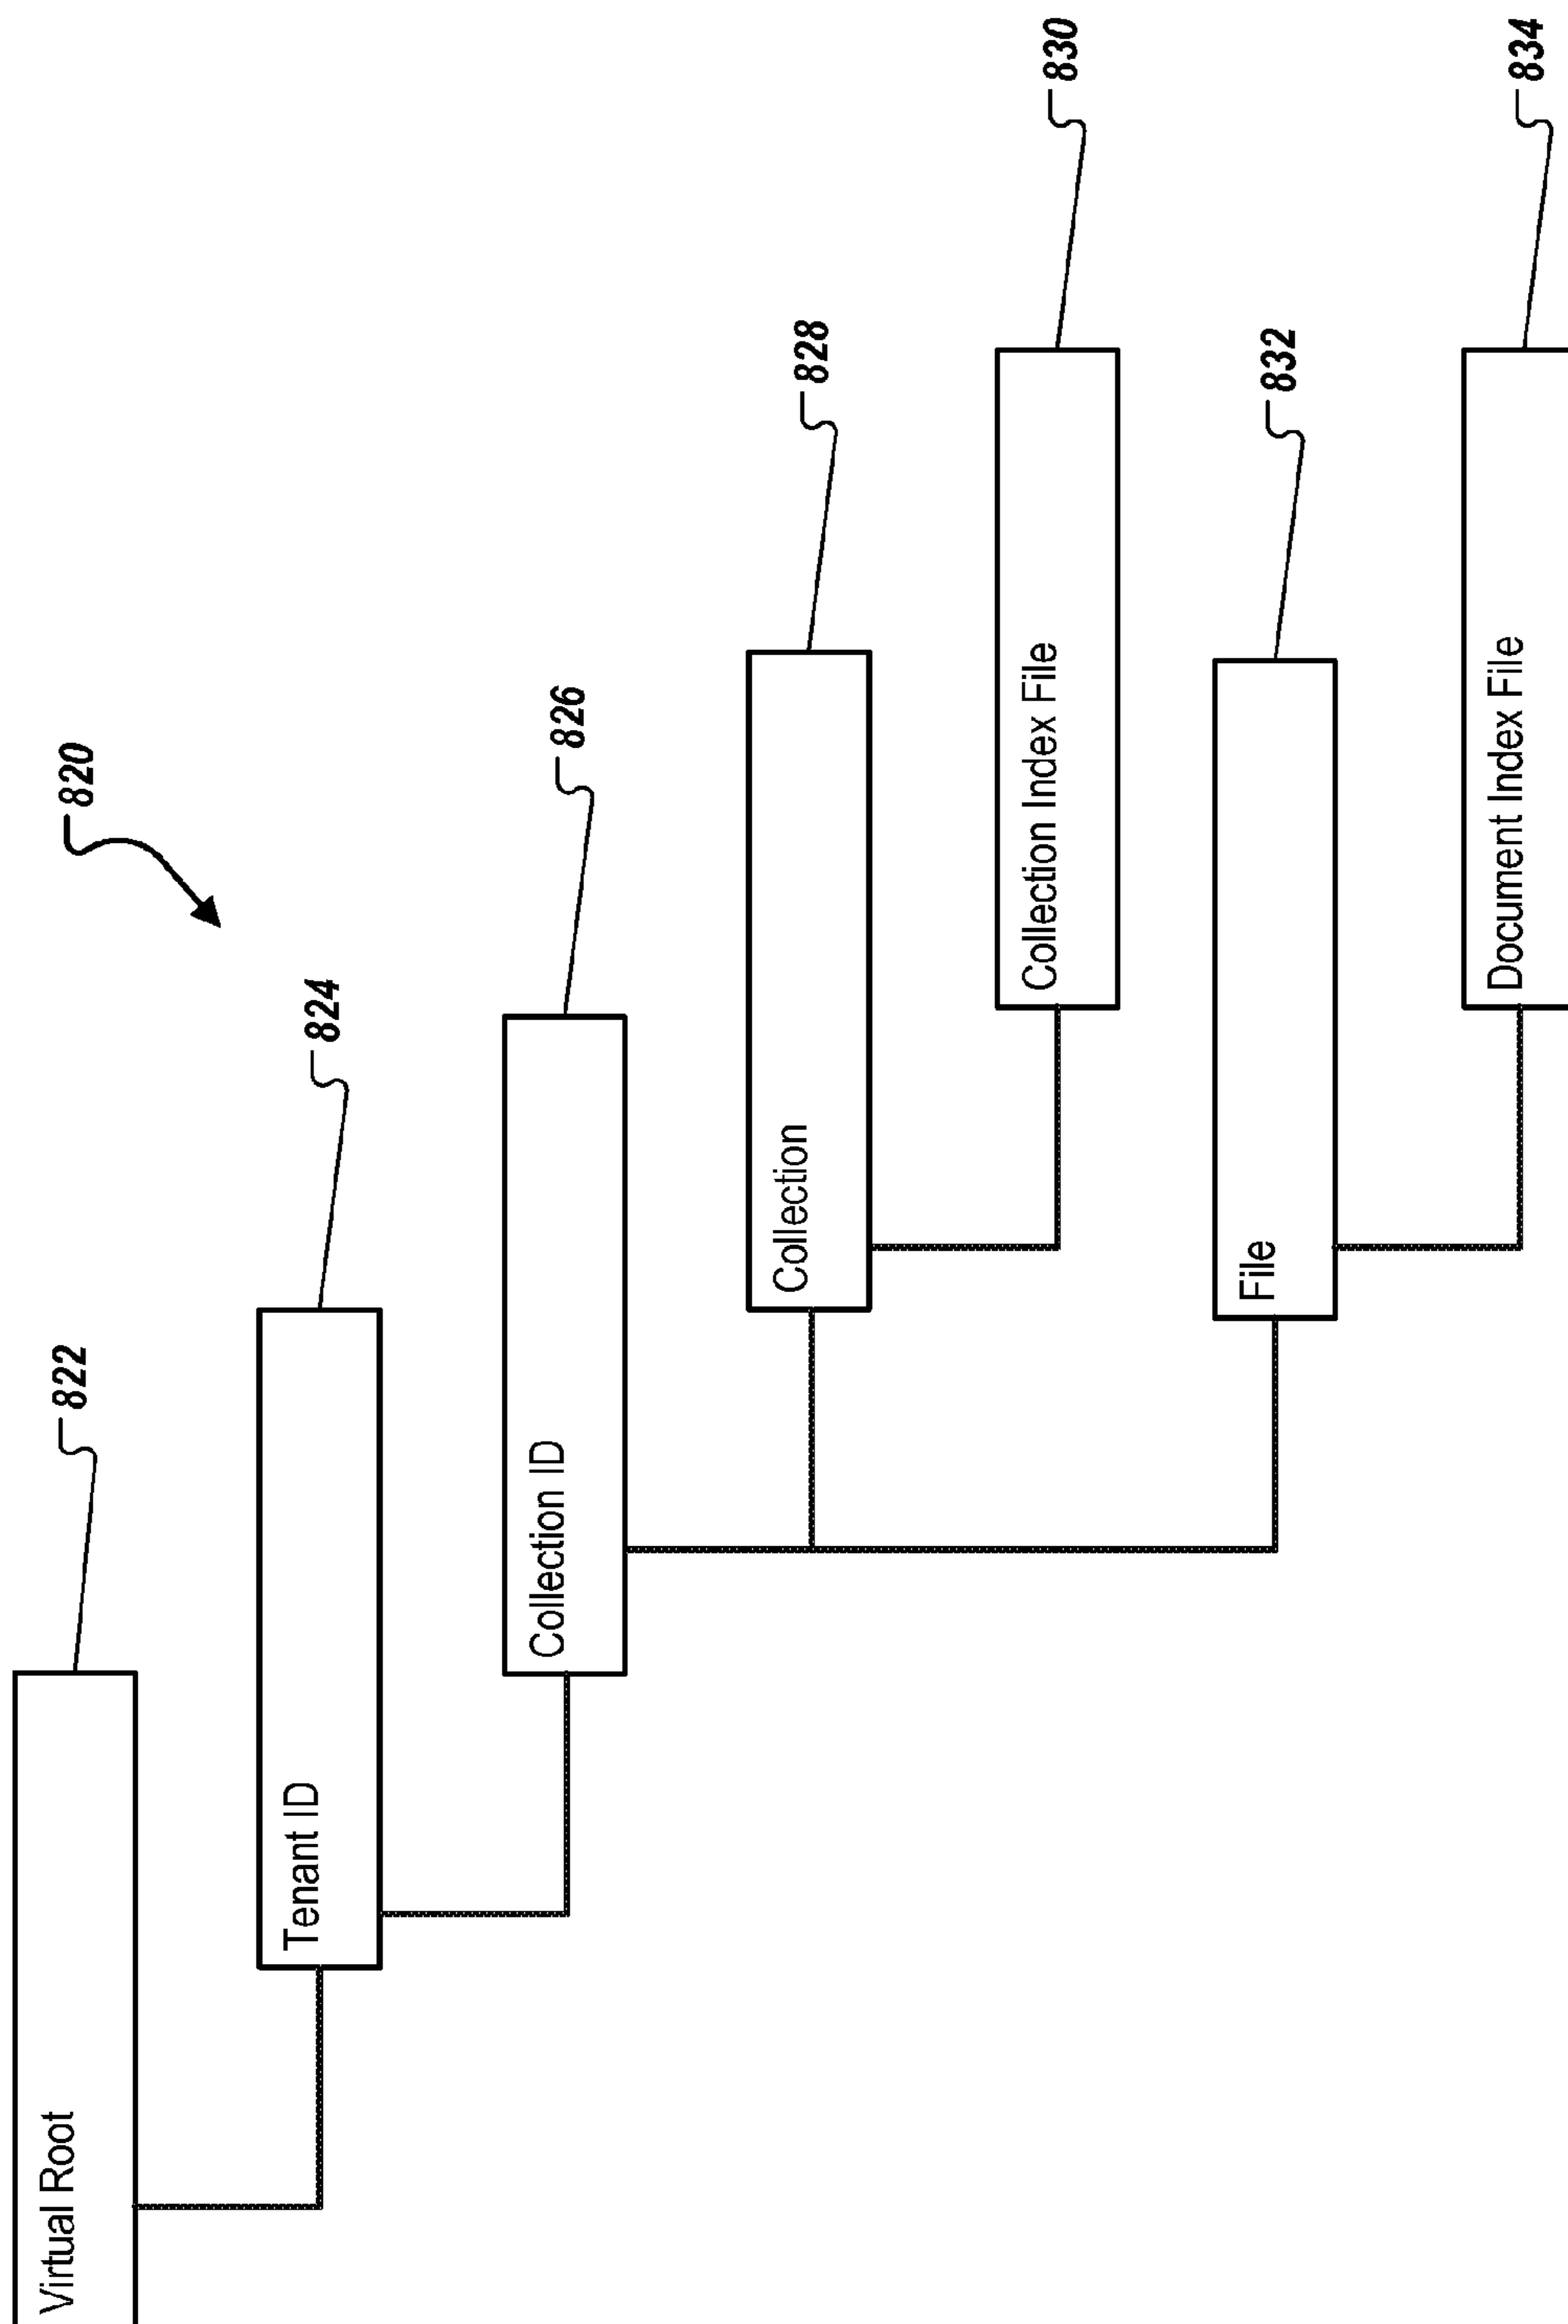 820
Virtual Root
822
Tenant ID
824
Collection ID
826
Collection
828
Collection Index File
830
File
832
Document Index File
834